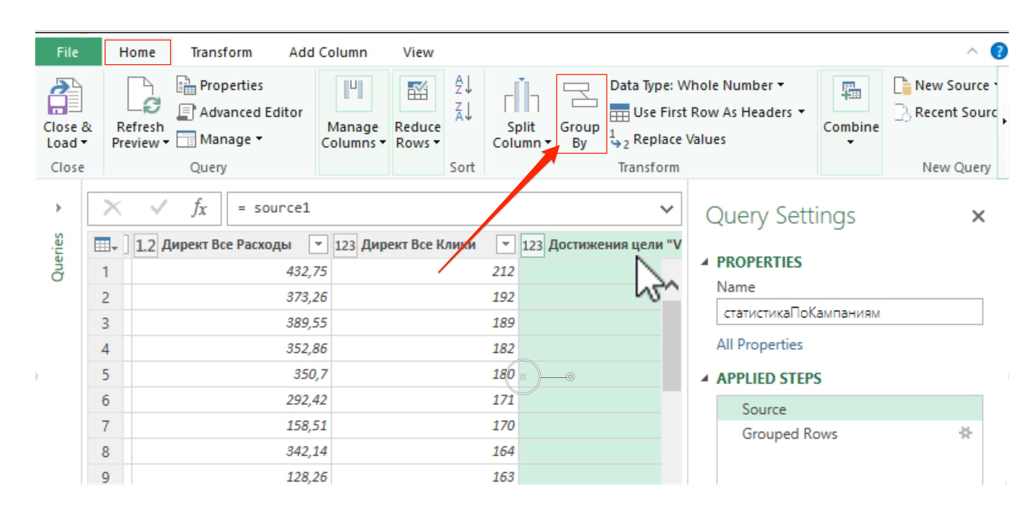 File Home Transform Add Column View
Properties Data Type: Whole Number New Source
Advanced Editor Use First Row As Headers Recent Sourc
Close & Load Refresh Preview Manage Manage Columns Reduce Rows Split Column Group By 1 2 Replace Values Combine
Close Query Sort Transform New Query
fx = source1
Queries
1.2 Директ Все Расходы 123 Директ Все Клики 123 Достижения цели "V
1 432,75 212
2 373,26 192
3 389,55 189
4 352,86 182
5 350,7 180
6 292,42 171
7 158,51 170
8 342,14 164
9 128,26 163
Query Settings
PROPERTIES
Name
статистикаПоКампаниям
All Properties
APPLIED STEPS
Source
Grouped Rows